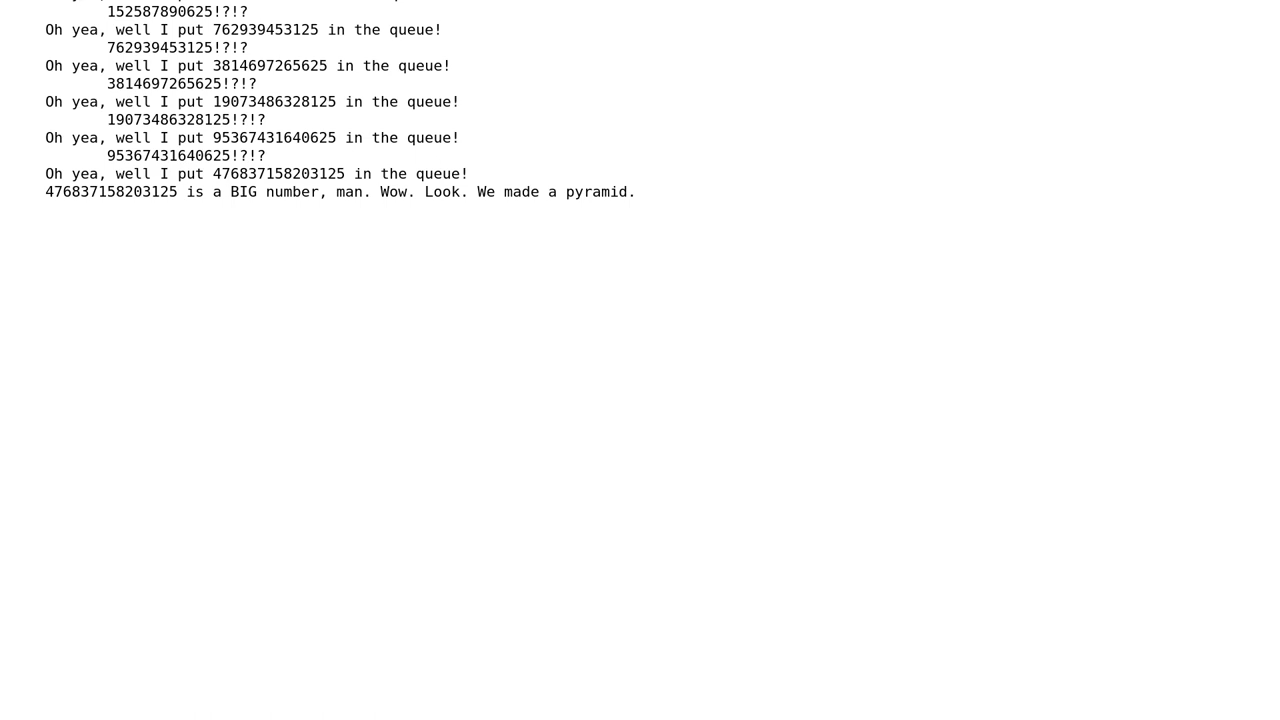 152587890625!?!?
Oh yea, well I put 762939453125 in the queue!
762939453125!?!?
Oh yea, well I put 3814697265625 in the queue!
3814697265625!?!?
Oh yea, well I put 19073486328125 in the queue!
19073486328125!?!?
Oh yea, well I put 95367431640625 in the queue!
95367431640625!?!?
Oh yea, well I put 476837158203125 in the queue!
476837158203125 is a BIG number, man. Wow. Look. We made a pyramid.